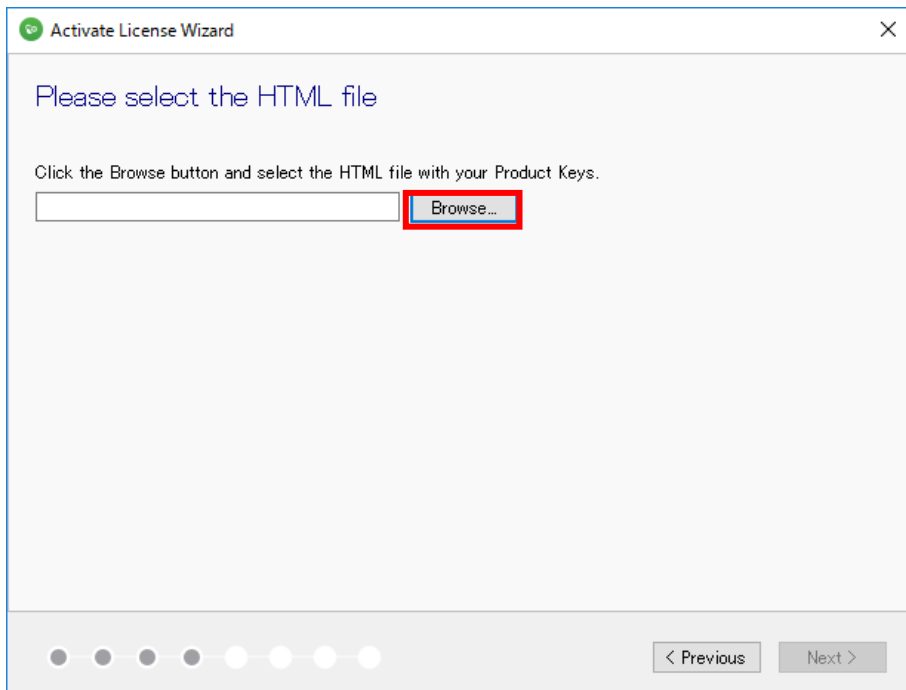 Activate License Wizard
Please select the HTML file
Click the Browse button and select the HTML file with your Product Keys.
Browse...
< Previous
Next >